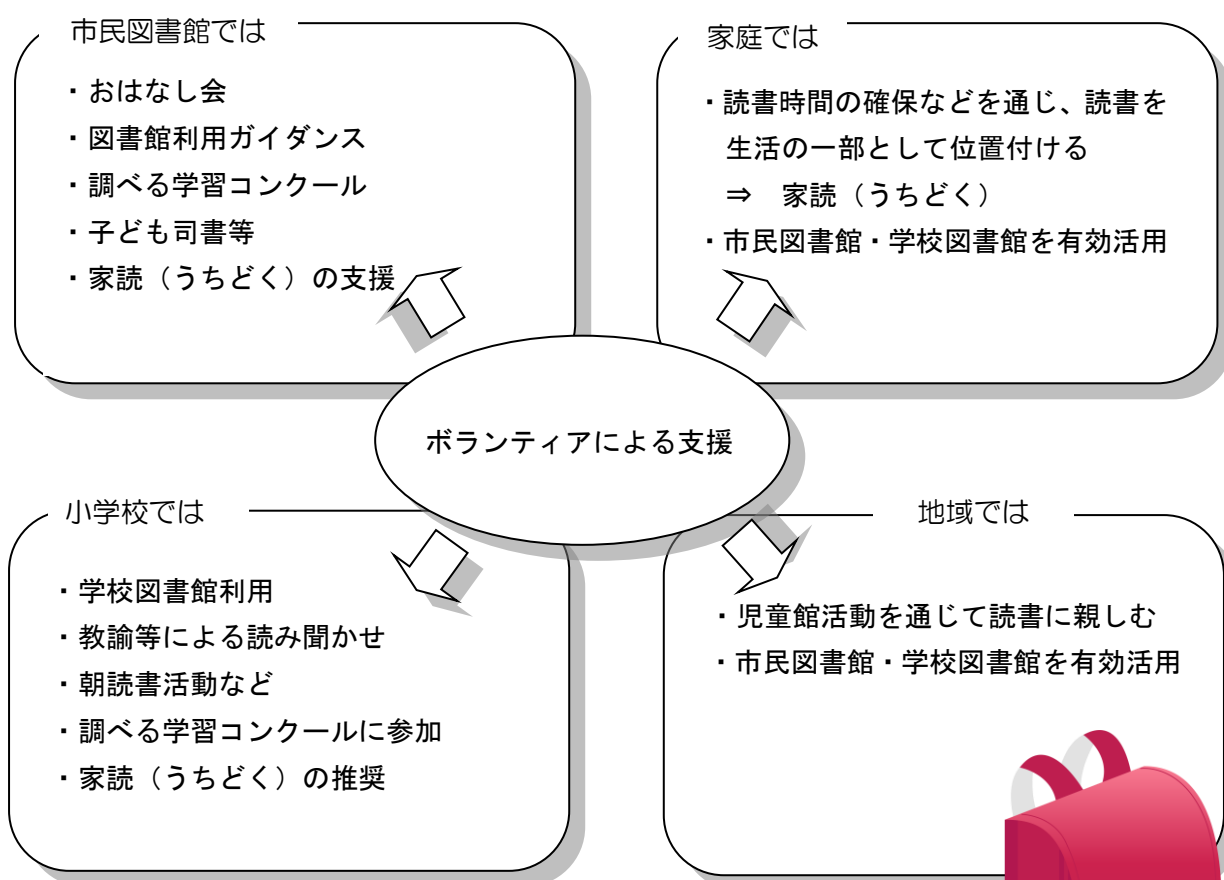 市民図書館では
・おはなし会
・図書館利用ガイダンス
・調べる学習コンクール
・子ども司書等
・家読（うちどく）の支援
家庭では
・読書時間の確保などを通じ、読書を
生活の一部として位置付ける
⇒　家読（うちどく）
・市民図書館・学校図書館を有効活用
ボランティアによる支援
小学校では
・学校図書館利用
・教諭等による読み聞かせ
・朝読書活動など
・調べる学習コンクールに参加
・家読（うちどく）の推奨
地域では
・児童館活動を通じて読書に親しむ
・市民図書館・学校図書館を有効活用